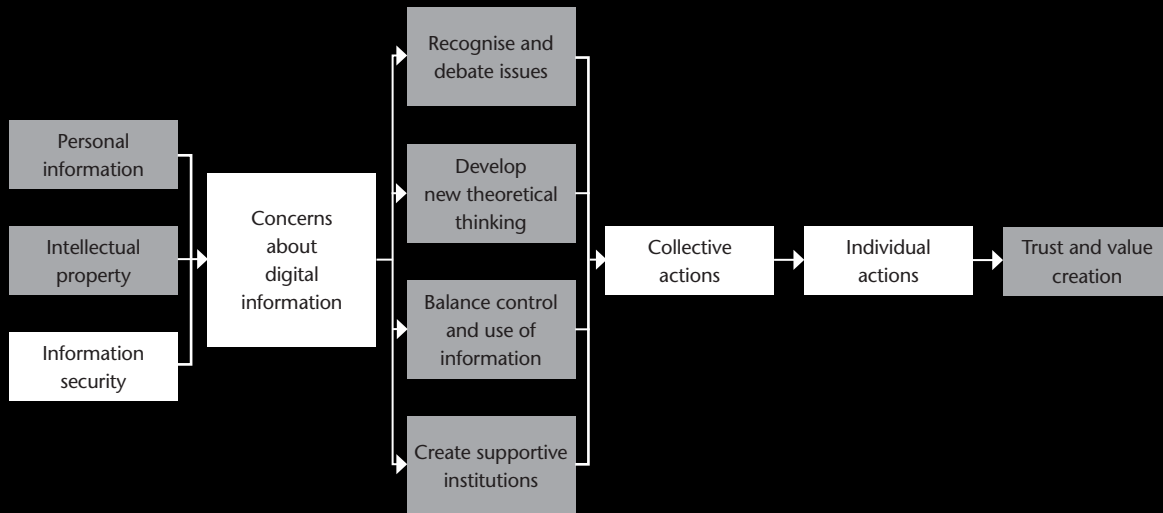 Personal
information
Intellectual
property
Information
security
Concerns
about
digital
information
Recognise and
debate issues
Develop
new theoretical
thinking
Balance control
and use of
information
Create supportive
institutions
Collective
actions
Individual
actions
Trust and value
creation